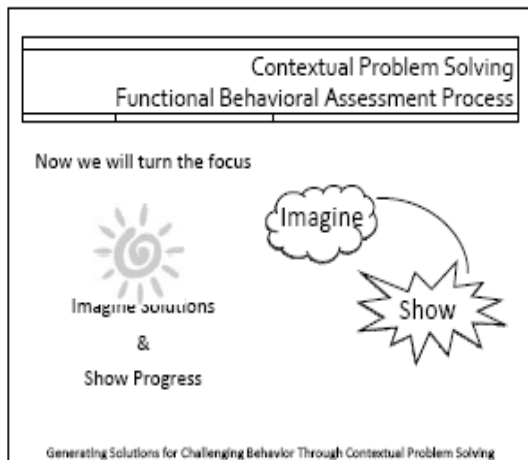 Contextual Problem Solving
Functional Behavioral Assessment Process
Now we will turn the focus
Imagine
Show
Imagine Solutions
&
Show Progress
Generating Solutions for Challenging Behavior Through Contextual Problem Solving